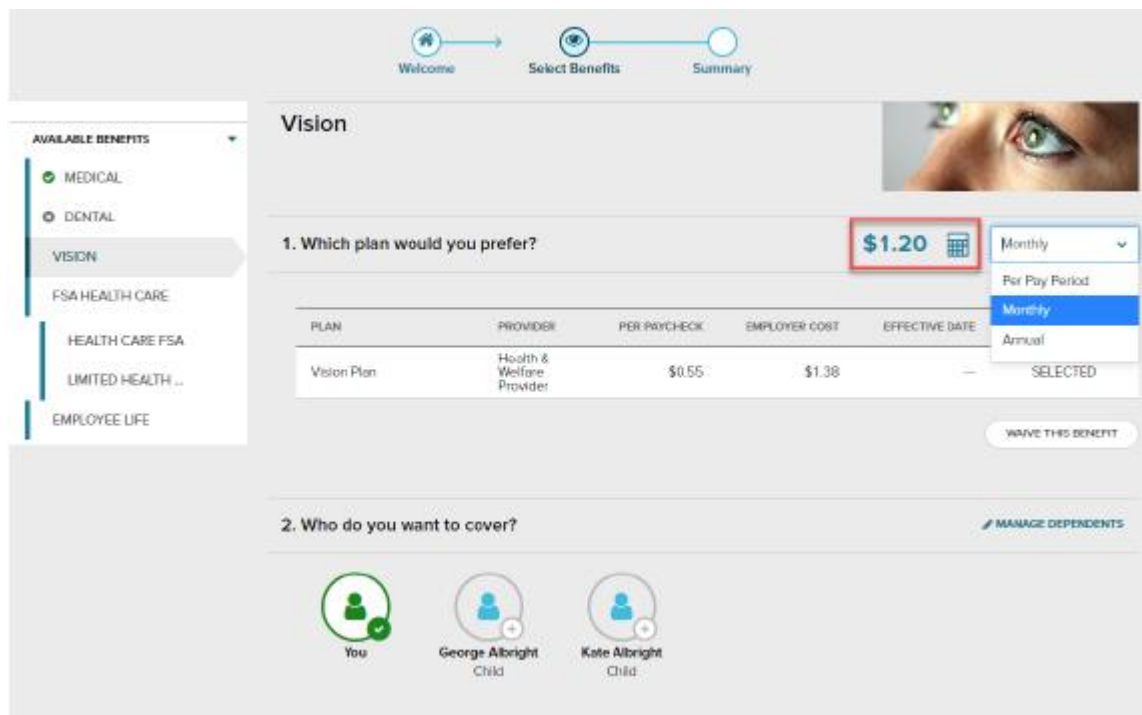 Welcome
Select Benefits
Summary
AVAILABLE BENEFITS
MEDICAL
DENTAL
VISION
FSA HEALTH CARE
HEALTH CARE FSA
LIMITED HEALTH ...
EMPLOYEE LIFE
Vision
1. Which plan would you prefer?
$1.20
Monthly
Per Pay Period
Monthly
Annual
PLAN PROVIDER PER PAYCHECK EMPLOYER COST EFFECTIVE DATE
Vision Plan
Health &
Welfare
Provider
$0.55 $1.38 — SELECTED
WAIVE THIS BENEFIT
2. Who do you want to cover?
MANAGE DEPENDENTS
You
George Albright
Child
Kate Albright
Child